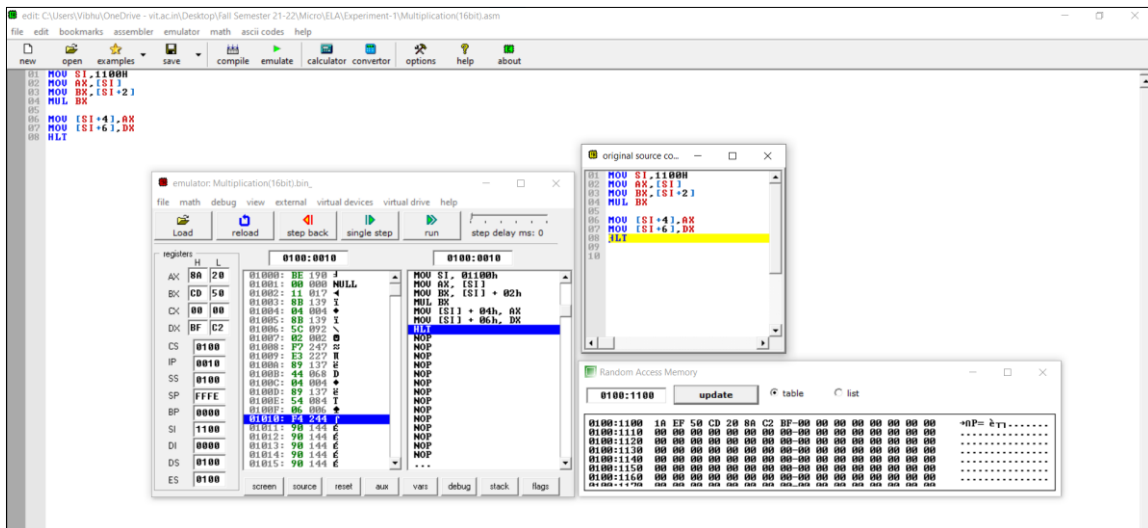 edit: C:\Users\Vibhu\OneDrive - vit.ac.in\Desktop\Fall Semester 21-22\Micro\ELA\Experiment-1\Multiplication(16bit).asm
file edit bookmarks assembler emulator math ascii codes help
new open examples save compile emulate calculator convertor options help about
01 MOV SI,1100H
02 MOV AX,[SI]
03 MOV BX,[SI+2]
04 MUL BX
05
06 MOV [SI+4],AX
07 MOV [SI+6],DX
08 HLT
original source co...
01 MOV SI,1100H
02 MOV AX,[SI]
03 MOV BX,[SI+2]
04 MUL BX
05
06 MOV [SI+4],AX
07 MOV [SI+6],DX
08 HLT
09
10
emulator: Multiplication(16bit).bin_
file math debug view external virtual devices virtual drive help
Load reload step back single step run step delay ms: 0
registers
H L
AX 8A 20
BX CD 50
CX 00 00
DX BF C2
CS 0100
IP 0010
SS 0100
SP FFFE
BP 0000
SI 1100
DI 0000
DS 0100
ES 0100
0100:0010
01000: BE 190
01001: 00 000 NULL
01002: 11 017
01003: 8B 139
01004: 04 004
01005: 8B 139
01006: 5C 092 \
01007: 02 002
01008: F7 247 ≈
01009: E3 227
0100A: 89 137 ë
0100B: 44 068 D
0100C: 04 004
0100D: 89 137 ë
0100E: 54 084 T
0100F: 06 006
01010: F4 244
01011: 90 144 É
01012: 90 144 É
01013: 90 144 É
01014: 90 144 É
01015: 90 144 É
0100:0010
MOV SI, 01100h
MOV AX, [SI]
MOV BX, [SI] + 02h
MUL BX
MOV [SI] + 04h, AX
MOV [SI] + 06h, DX
HLT
NOP
NOP
NOP
NOP
NOP
NOP
NOP
NOP
NOP
NOP
NOP
NOP
NOP
NOP
...
screen source reset aux vars debug stack flags
Random Access Memory
0100:1100 update table list
0100:1100 1A EF 50 CD 20 8A C2 BF-00 00 00 00 00 00 00 00
0100:1110 00 00 00 00 00 00 00 00-00 00 00 00 00 00 00 00 ................
0100:1120 00 00 00 00 00 00 00 00-00 00 00 00 00 00 00 00 ................
0100:1130 00 00 00 00 00 00 00 00-00 00 00 00 00 00 00 00 ................
0100:1140 00 00 00 00 00 00 00 00-00 00 00 00 00 00 00 00 ................
0100:1150 00 00 00 00 00 00 00 00-00 00 00 00 00 00 00 00 ................
0100:1160 00 00 00 00 00 00 00 00-00 00 00 00 00 00 00 00 ................